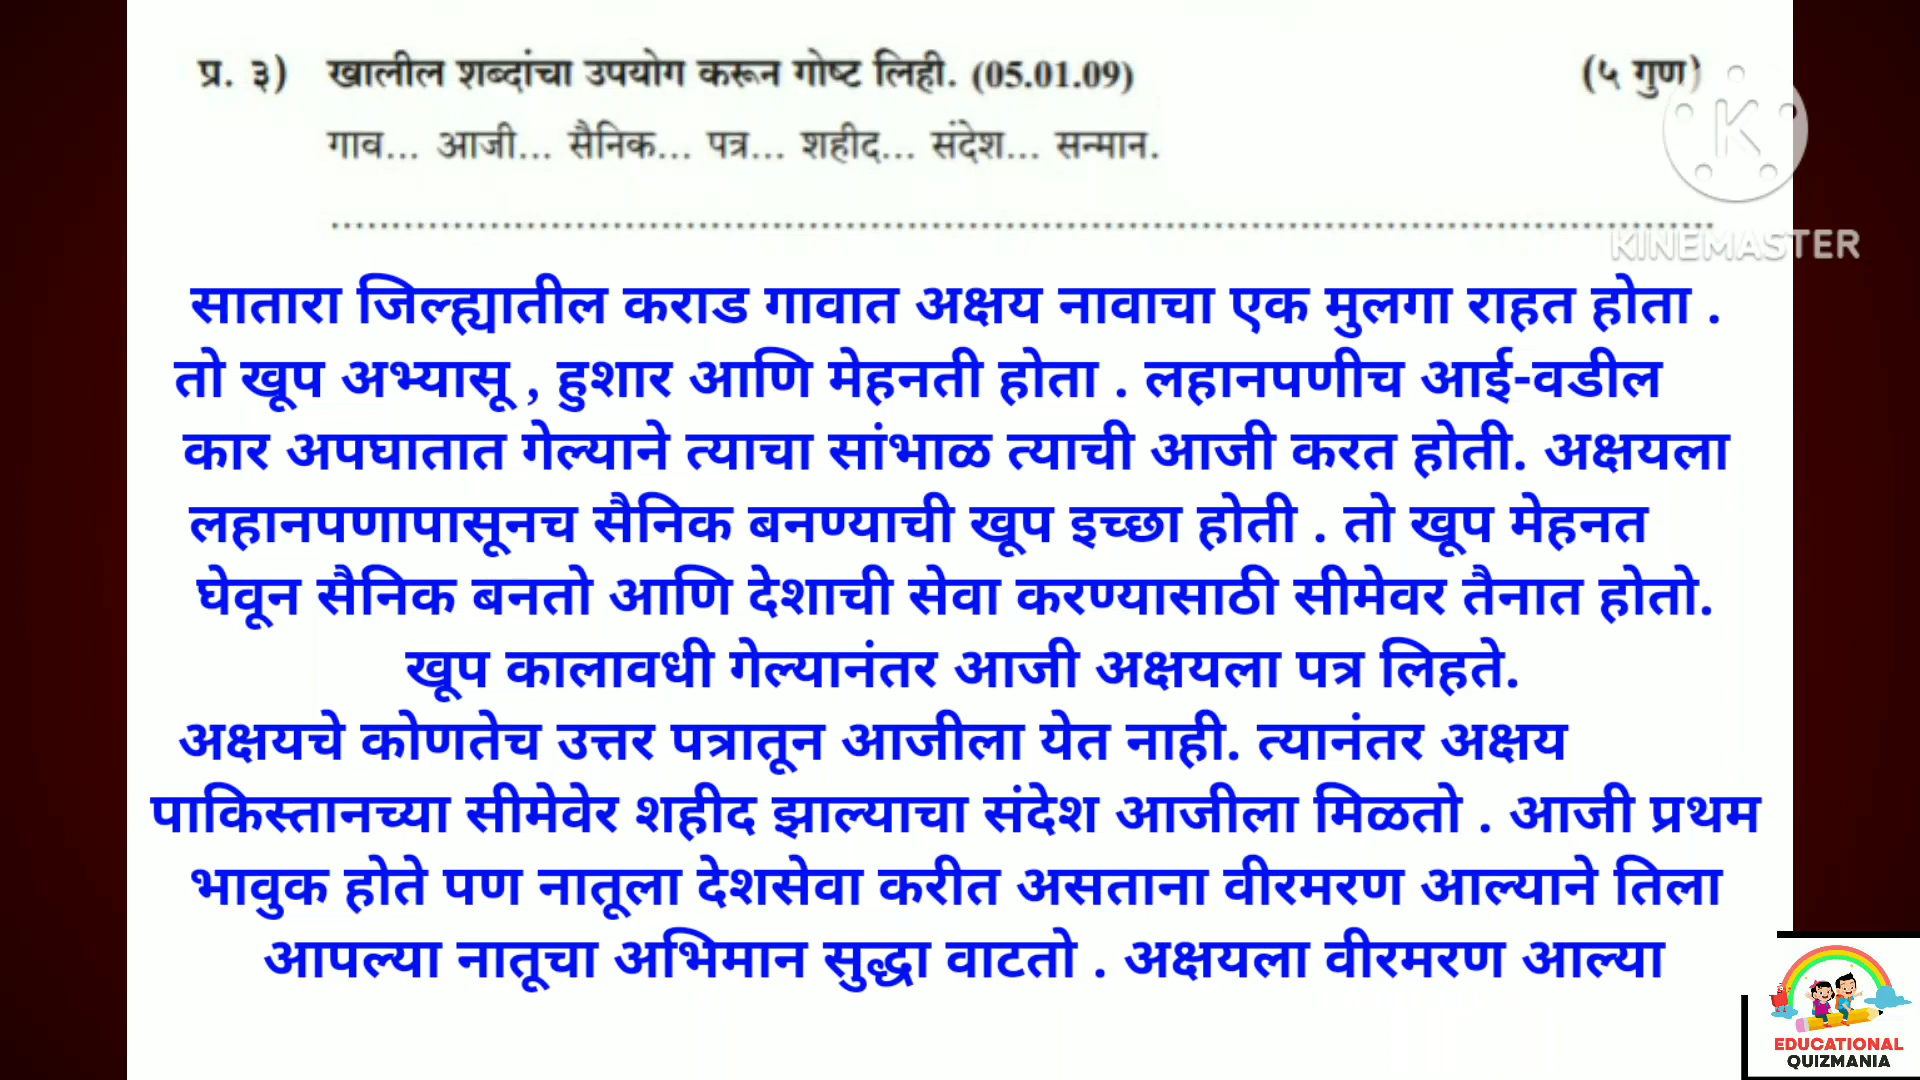 प्र. ३) खालील शब्दांचा उपयोग करून गोष्ट लिही. (05.01.09) (५ गुण)
गाव... आजी... सैनिक... पत्र... शहीद... संदेश... सन्मान.
KINEMASTER
सातारा जिल्ह्यातील कराड गावात अक्षय नावाचा एक मुलगा राहत होता .
तो खूप अभ्यासू , हुशार आणि मेहनती होता . लहानपणीच आई-वडील
कार अपघातात गेल्याने त्याचा सांभाळ त्याची आजी करत होती. अक्षयला
लहानपणापासूनच सैनिक बनण्याची खूप इच्छा होती . तो खूप मेहनत
घेवून सैनिक बनतो आणि देशाची सेवा करण्यासाठी सीमेवर तैनात होतो.
खूप कालावधी गेल्यानंतर आजी अक्षयला पत्र लिहते.
अक्षयचे कोणतेच उत्तर पत्रातून आजीला येत नाही. त्यानंतर अक्षय
पाकिस्तानच्या सीमेवेर शहीद झाल्याचा संदेश आजीला मिळतो . आजी प्रथम
भावुक होते पण नातूला देशसेवा करीत असताना वीरमरण आल्याने तिला
आपल्या नातूचा अभिमान सुद्धा वाटतो . अक्षयला वीरमरण आल्या
EDUCATIONAL
QUIZMANIA